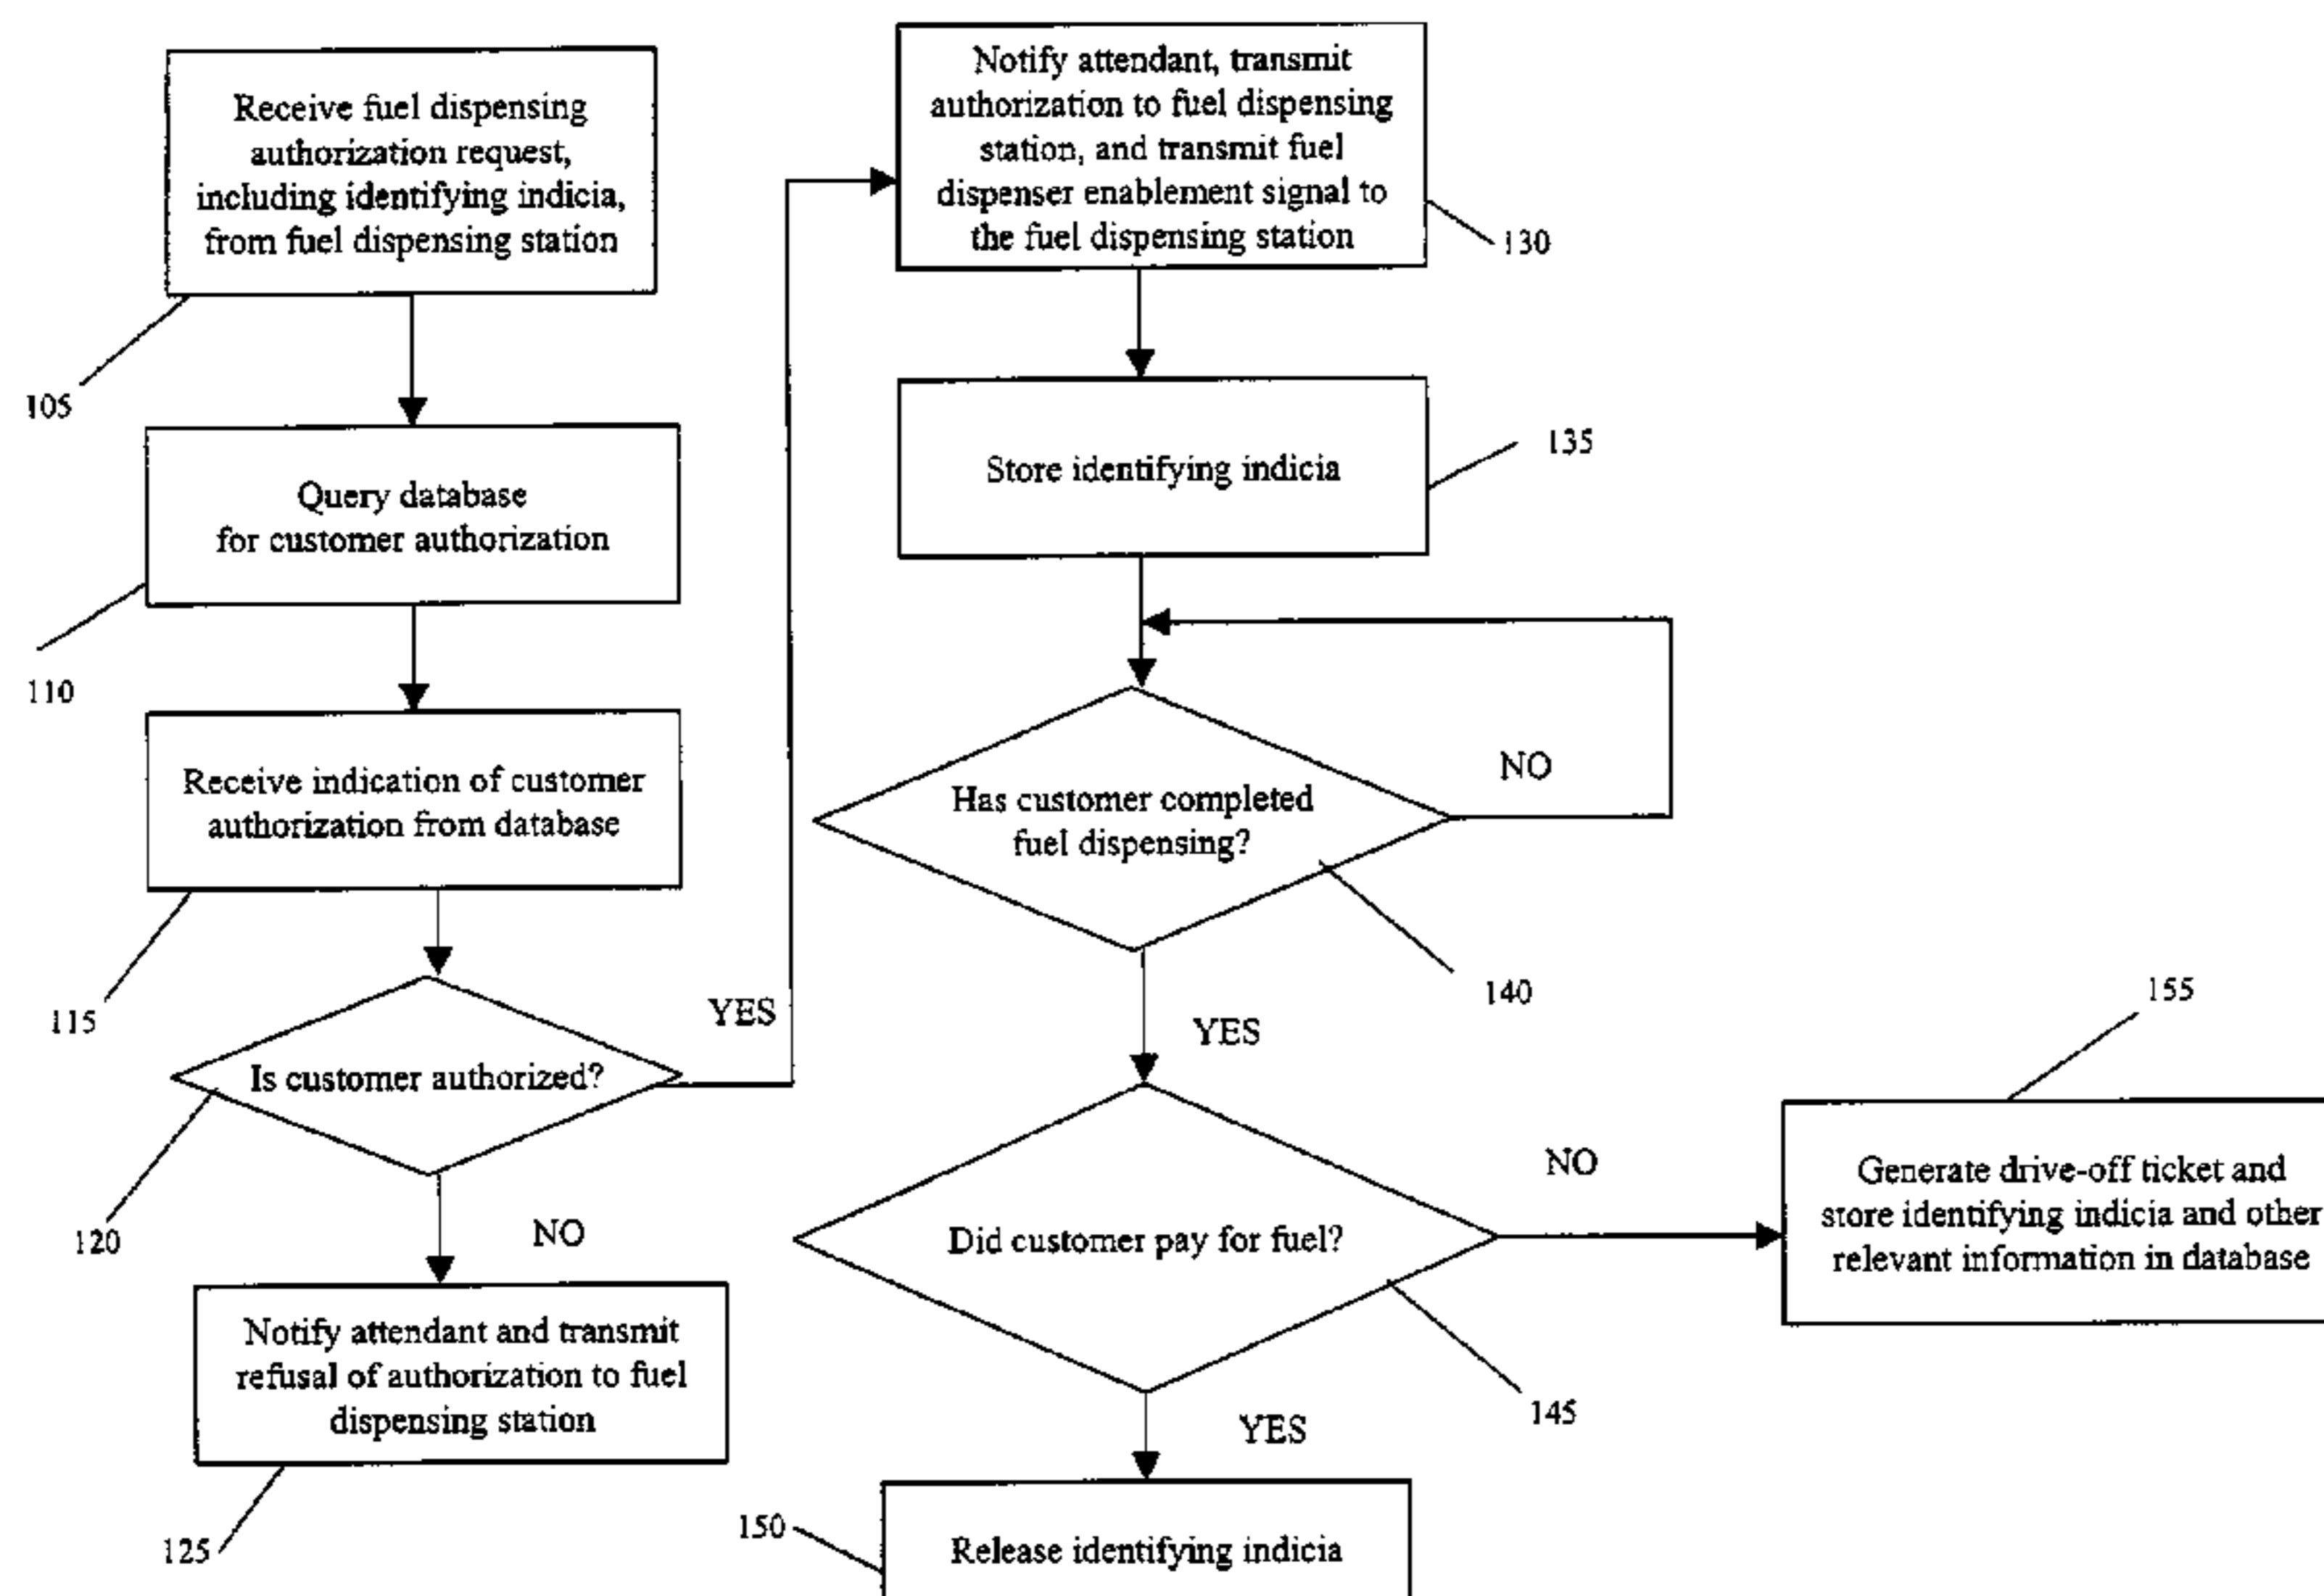 Receive fuel dispensing
authorization request,
including identifying indicia,
from fuel dispensing station
105
Query database
for customer authorization
110
Receive indication of customer
authorization from database
115
Is customer authorized?
120
YES
NO
Notify attendant and transmit
refusal of authorization to fuel
dispensing station
125
Notify attendant, transmit
authorization to fuel dispensing
station, and transmit fuel
dispenser enablement signal to
the fuel dispensing station
130
Store identifying indicia
135
Has customer completed
fuel dispensing?
NO
140
YES
Did customer pay for fuel?
145
NO
YES
Release identifying indicia
150
155
Generate drive-off ticket and
store identifying indicia and other
relevant information in database